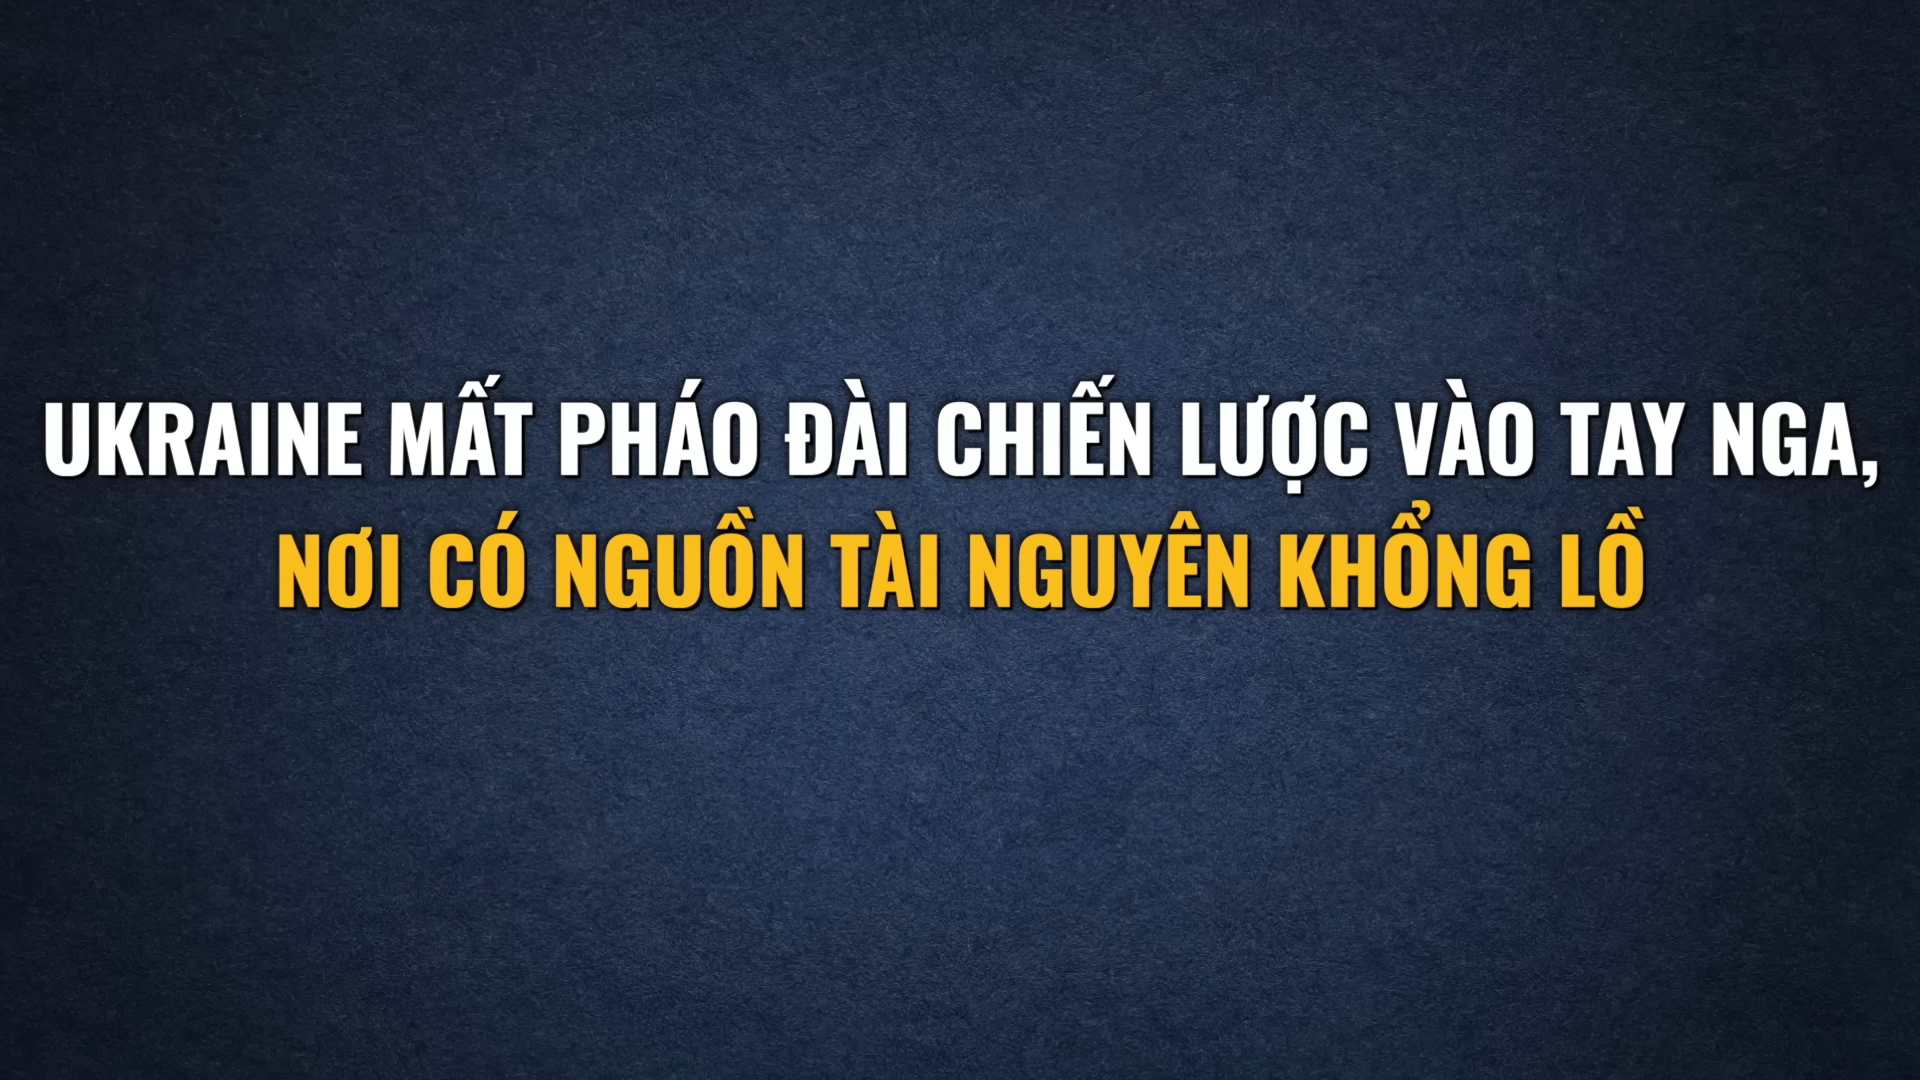 UKRAINE MẤT PHÁO ĐÀI CHIẾN LƯỢC VÀO TAY NGA,
NƠI CÓ NGUỒN TÀI NGUYÊN KHỔNG LỒ